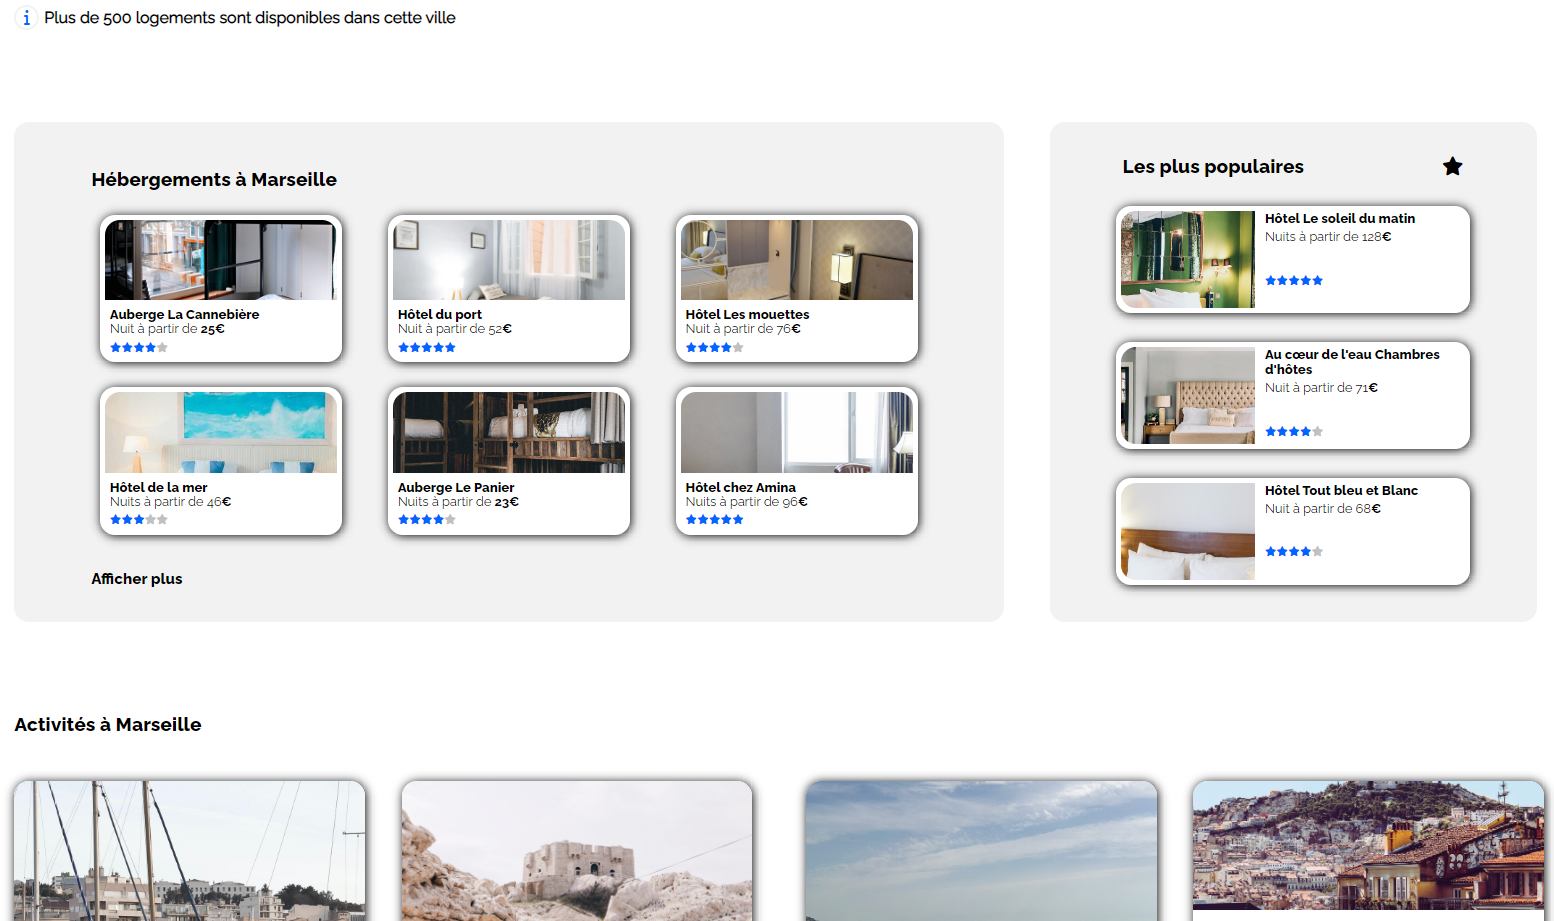 Plus de 500 logements sont disponibles dans cette ville
Hébergements à Marseille
Auberge La Cannebière
Nuit à partir de 25€
Hôtel du port
Nuit à partir de 52€
Hôtel Les mouettes
Nuit à partir de 76€
Hôtel de la mer
Nuits à partir de 46€
Auberge Le Panier
Nuits à partir de 23€
Hôtel chez Amina
Nuits à partir de 96€
Afficher plus
Les plus populaires
Hôtel Le soleil du matin
Nuits à partir de 128€
Au cœur de l'eau Chambres
d'hôtes
Nuit à partir de 71€
Hôtel Tout bleu et Blanc
Nuit à partir de 68€
Activités à Marseille